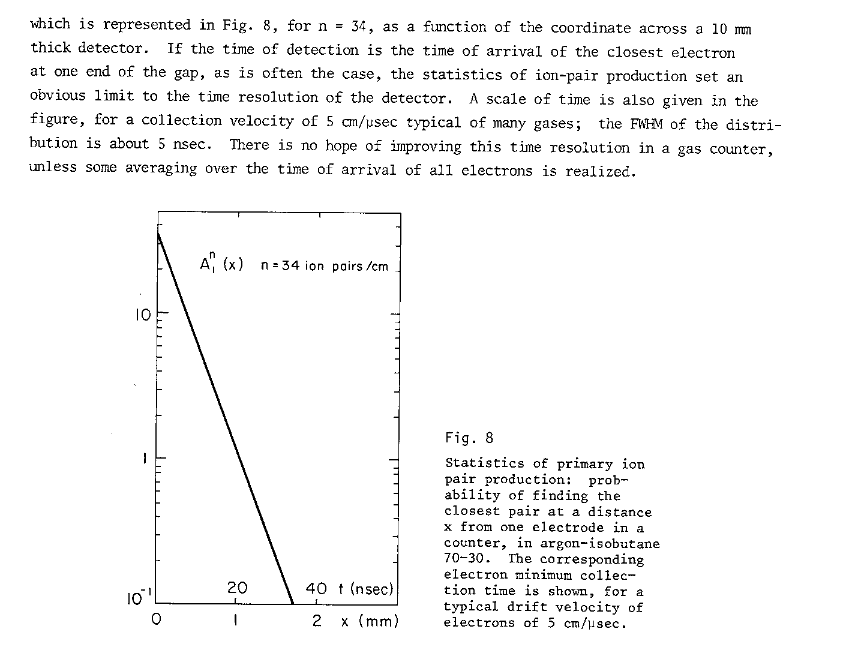 which is represented in Fig. 8, for n = 34, as a function of the coordinate across a 10 mm
thick detector. If the time of detection is the time of arrival of the closest electron
at one end of the gap, as is often the case, the statistics of ion-pair production set an
obvious limit to the time resolution of the detector. A scale of time is also given in the
figure, for a collection velocity of 5 cm/μsec typical of many gases; the FWHM of the distri-
bution is about 5 nsec. There is no hope of improving this time resolution in a gas counter,
unless some averaging over the time of arrival of all electrons is realized.
A₁ⁿ (x) n = 34 ion pairs/cm
10
1
10⁻¹
20 40 t (nsec)
0 1 2 x (mm)
Fig. 8
Statistics of primary ion
pair production: prob-
ability of finding the
closest pair at a distance
x from one electrode in a
counter, in argon-isobutane
70-30. The corresponding
electron minimum collec-
tion time is shown, for a
typical drift velocity of
electrons of 5 cm/μsec.